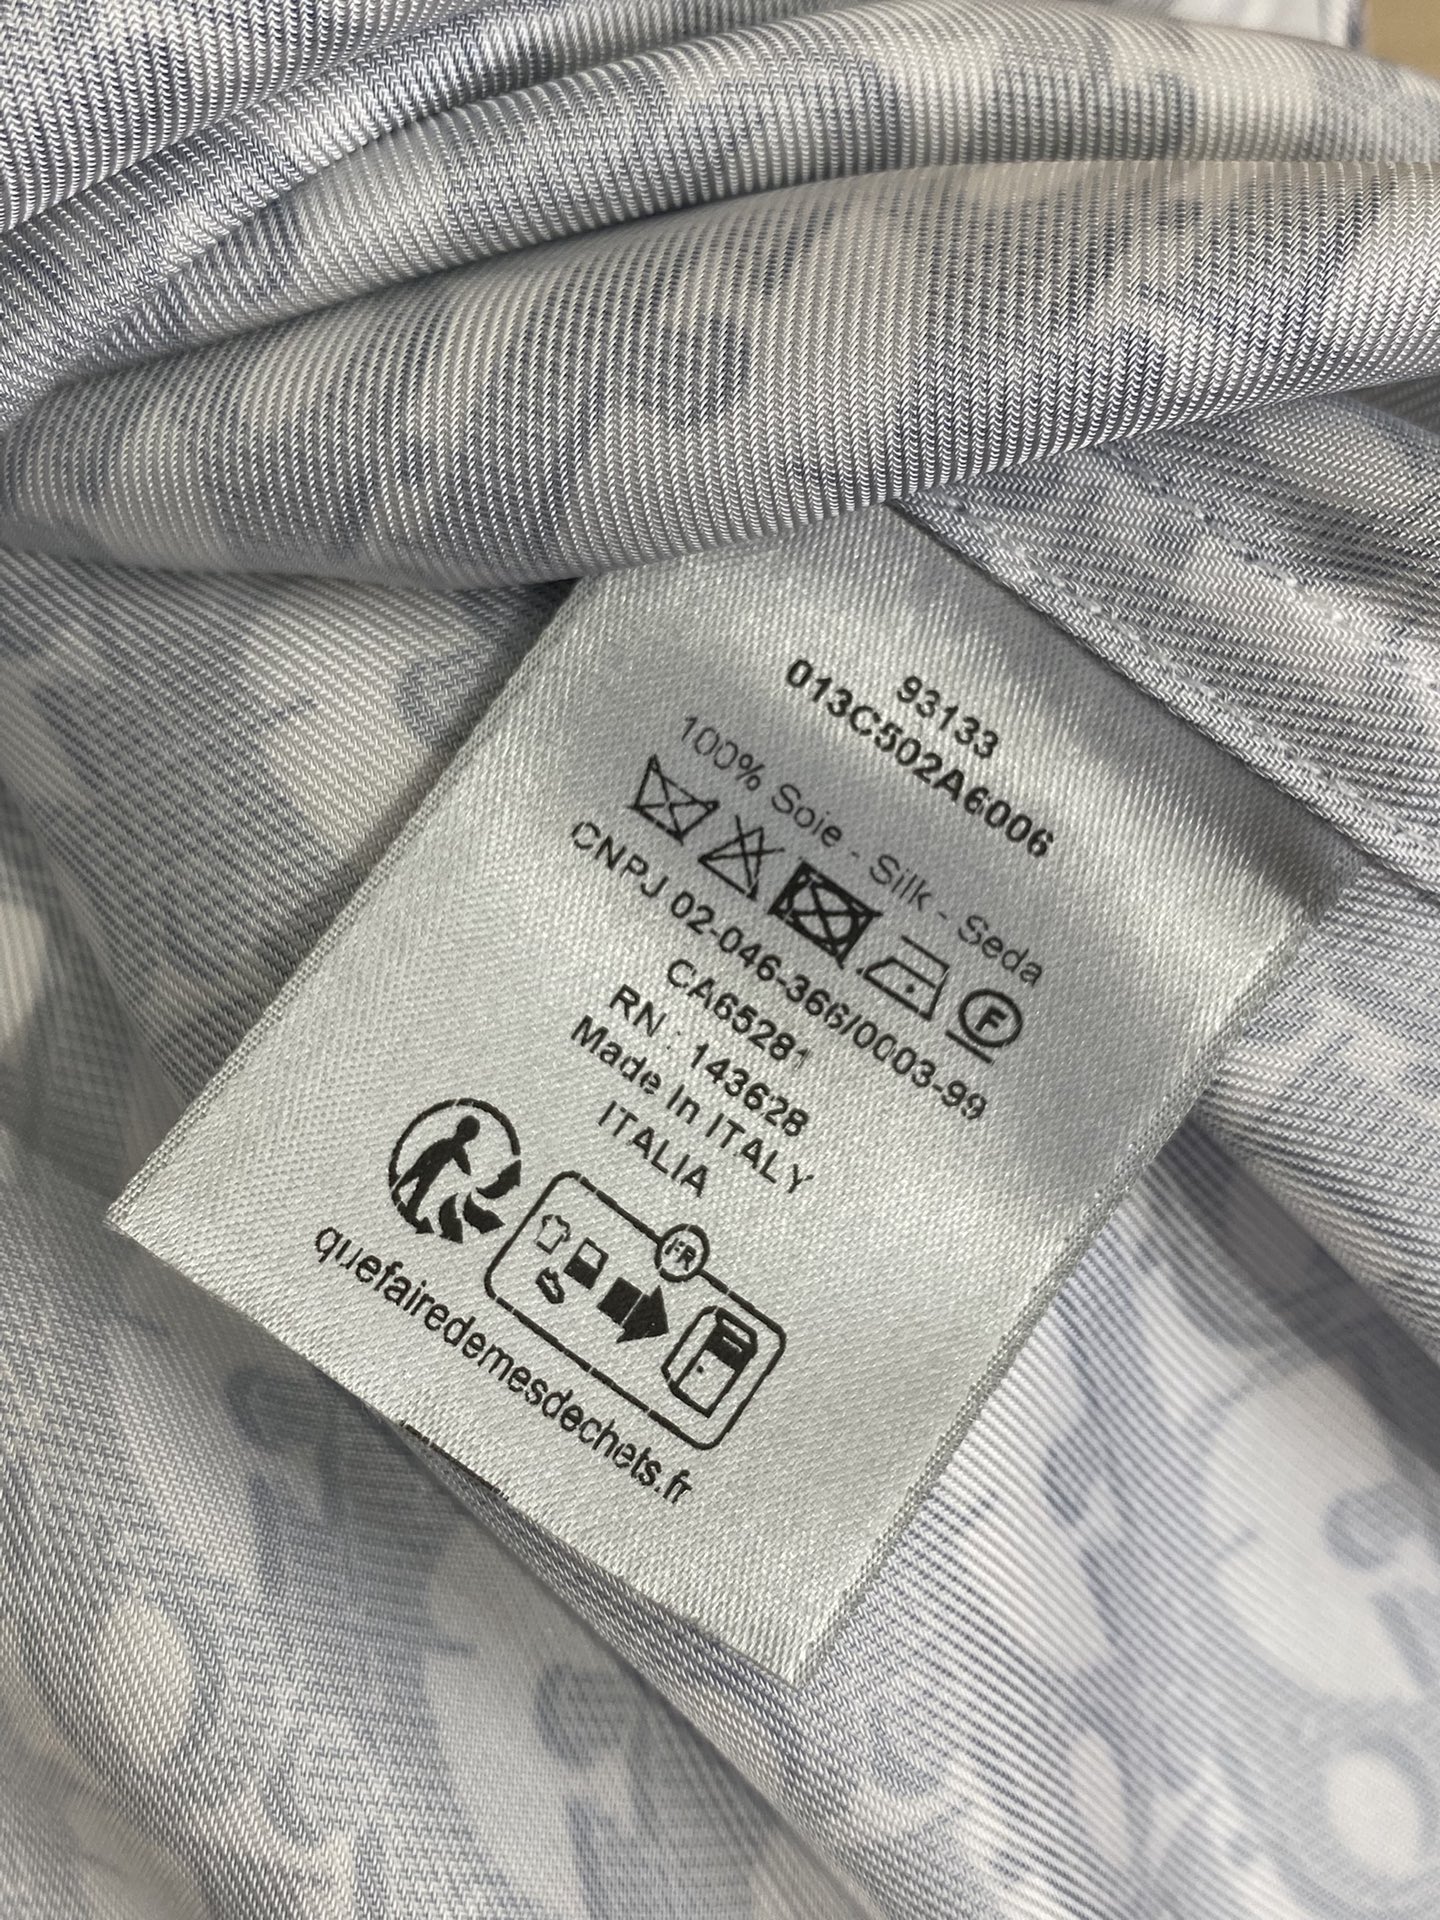 93133
013C502A6006
100% Soie - Silk - Seda
F
CNPJ 02-046-366/0003-99
CA65281
RN : 143628
Made In ITALY
ITALIA
FR
quefairedemesdechets.fr